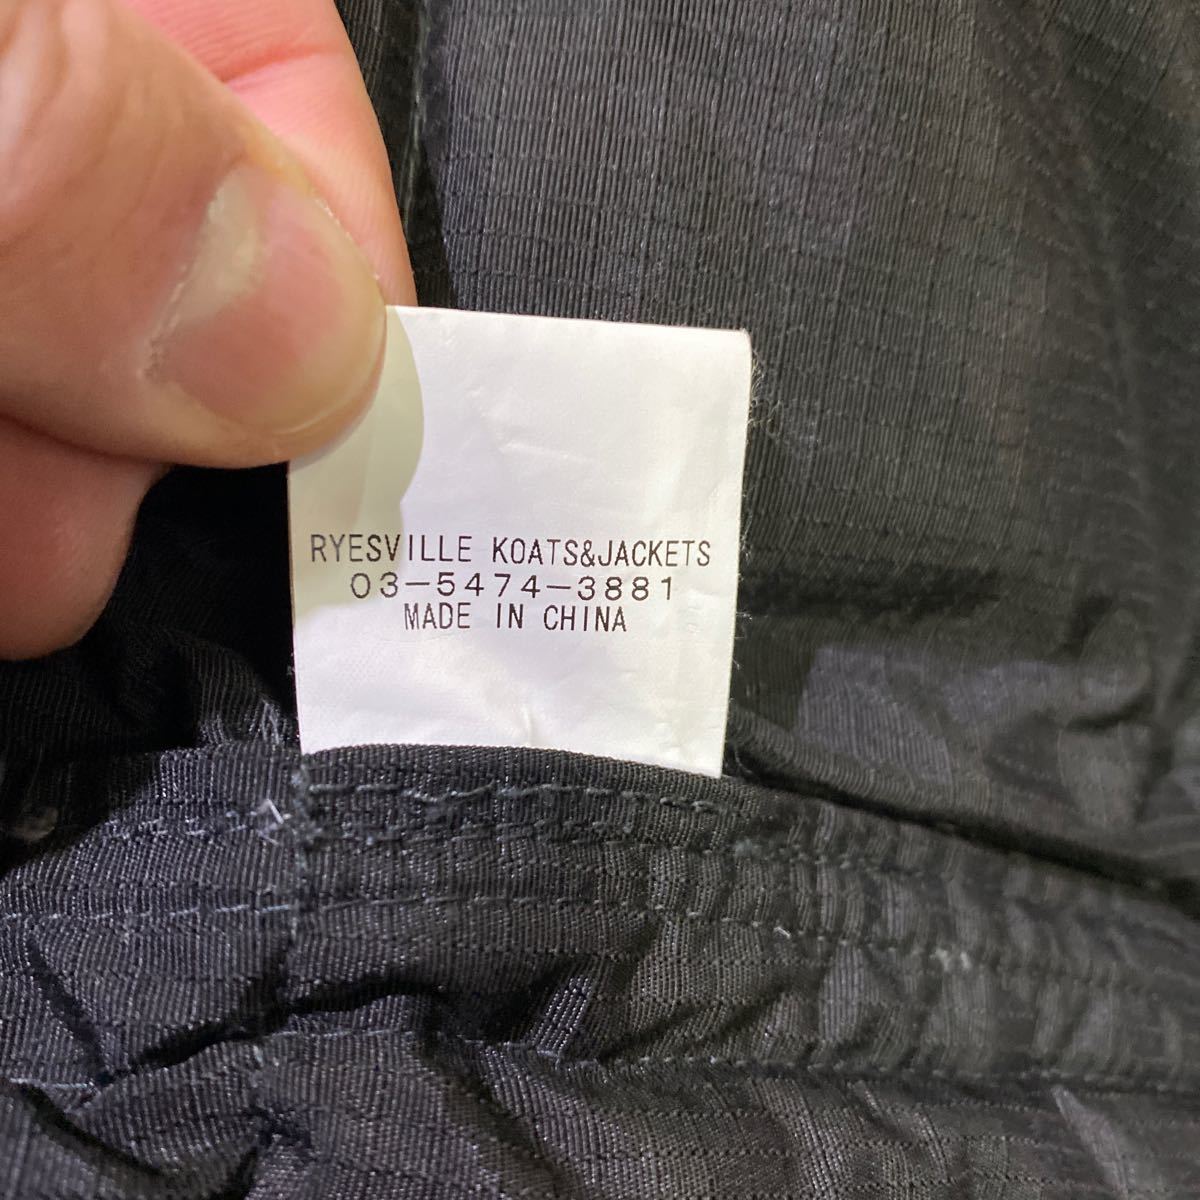 RYESVILLE KOATS&JACKETS
03-5474-3881
MADE IN CHINA